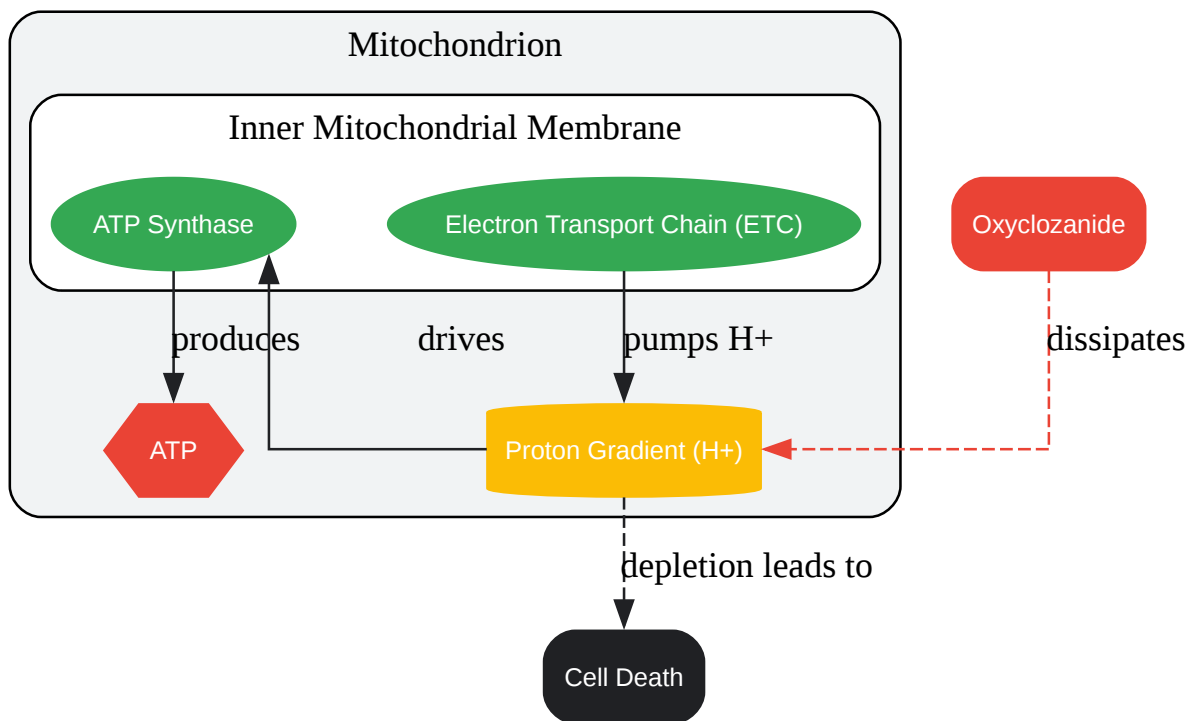 Mitochondrion
Inner Mitochondrial Membrane
ATP Synthase
Electron Transport Chain (ETC)
Oxyclozanide
produces
drives
pumps H+
dissipates
ATP
Proton Gradient (H+)
depletion leads to
Cell Death